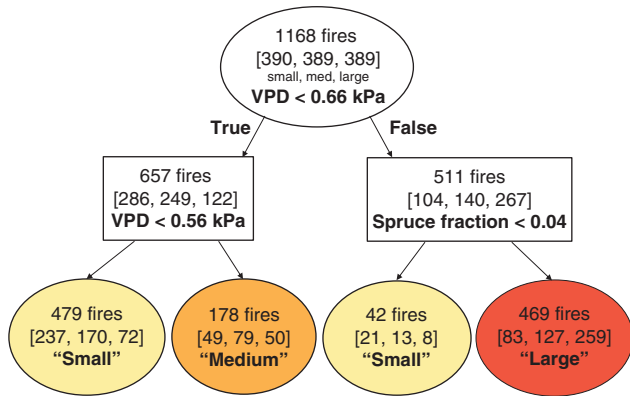 1168 fires
[390, 389, 389]
small, med, large
VPD < 0.66 kPa
True
False
657 fires
[286, 249, 122]
VPD < 0.56 kPa
511 fires
[104, 140, 267]
Spruce fraction < 0.04
479 fires
[237, 170, 72]
“Small”
178 fires
[49, 79, 50]
“Medium”
42 fires
[21, 13, 8]
“Small”
469 fires
[83, 127, 259]
“Large”